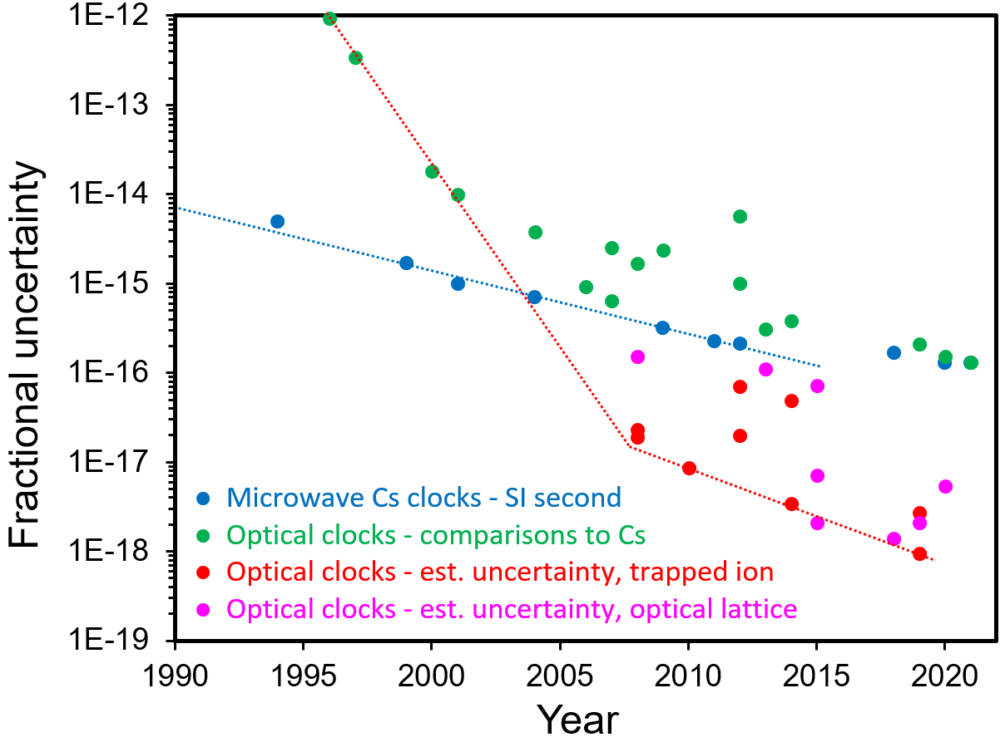 1E-12
1E-13
1E-14
1E-15
1E-16
1E-17
1E-18
1E-19
Fractional uncertainty
Microwave Cs clocks - SI second
Optical clocks - comparisons to Cs
Optical clocks - est. uncertainty, trapped ion
Optical clocks - est. uncertainty, optical lattice
1990 1995 2000 2005 2010 2015 2020
Year